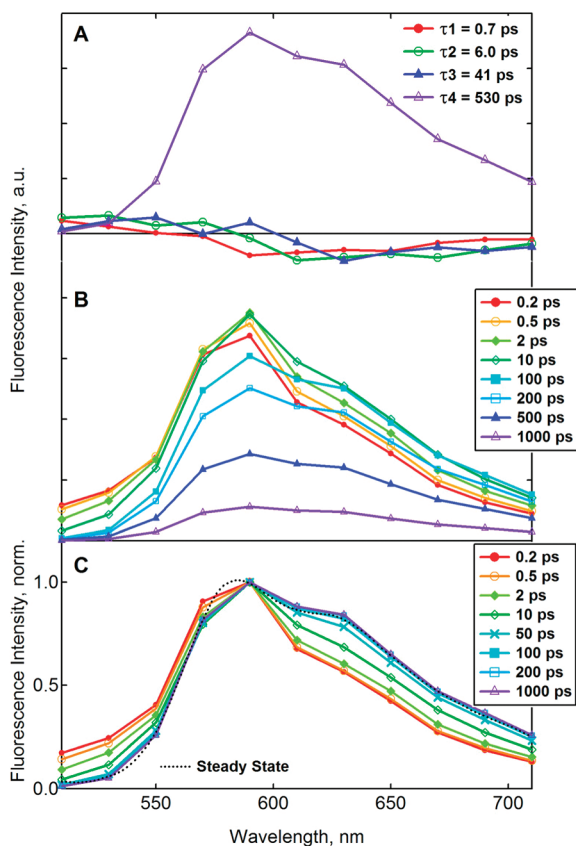 A
τ1 = 0.7 ps
τ2 = 6.0 ps
τ3 = 41 ps
τ4 = 530 ps
Fluorescence Intensity, a.u.
B
0.2 ps
0.5 ps
2 ps
10 ps
100 ps
200 ps
500 ps
1000 ps
C
0.2 ps
0.5 ps
2 ps
10 ps
50 ps
100 ps
200 ps
1000 ps
Fluorescence Intensity, norm.
1.0
0.5
0.0
Steady State
550 600 650 700
Wavelength, nm